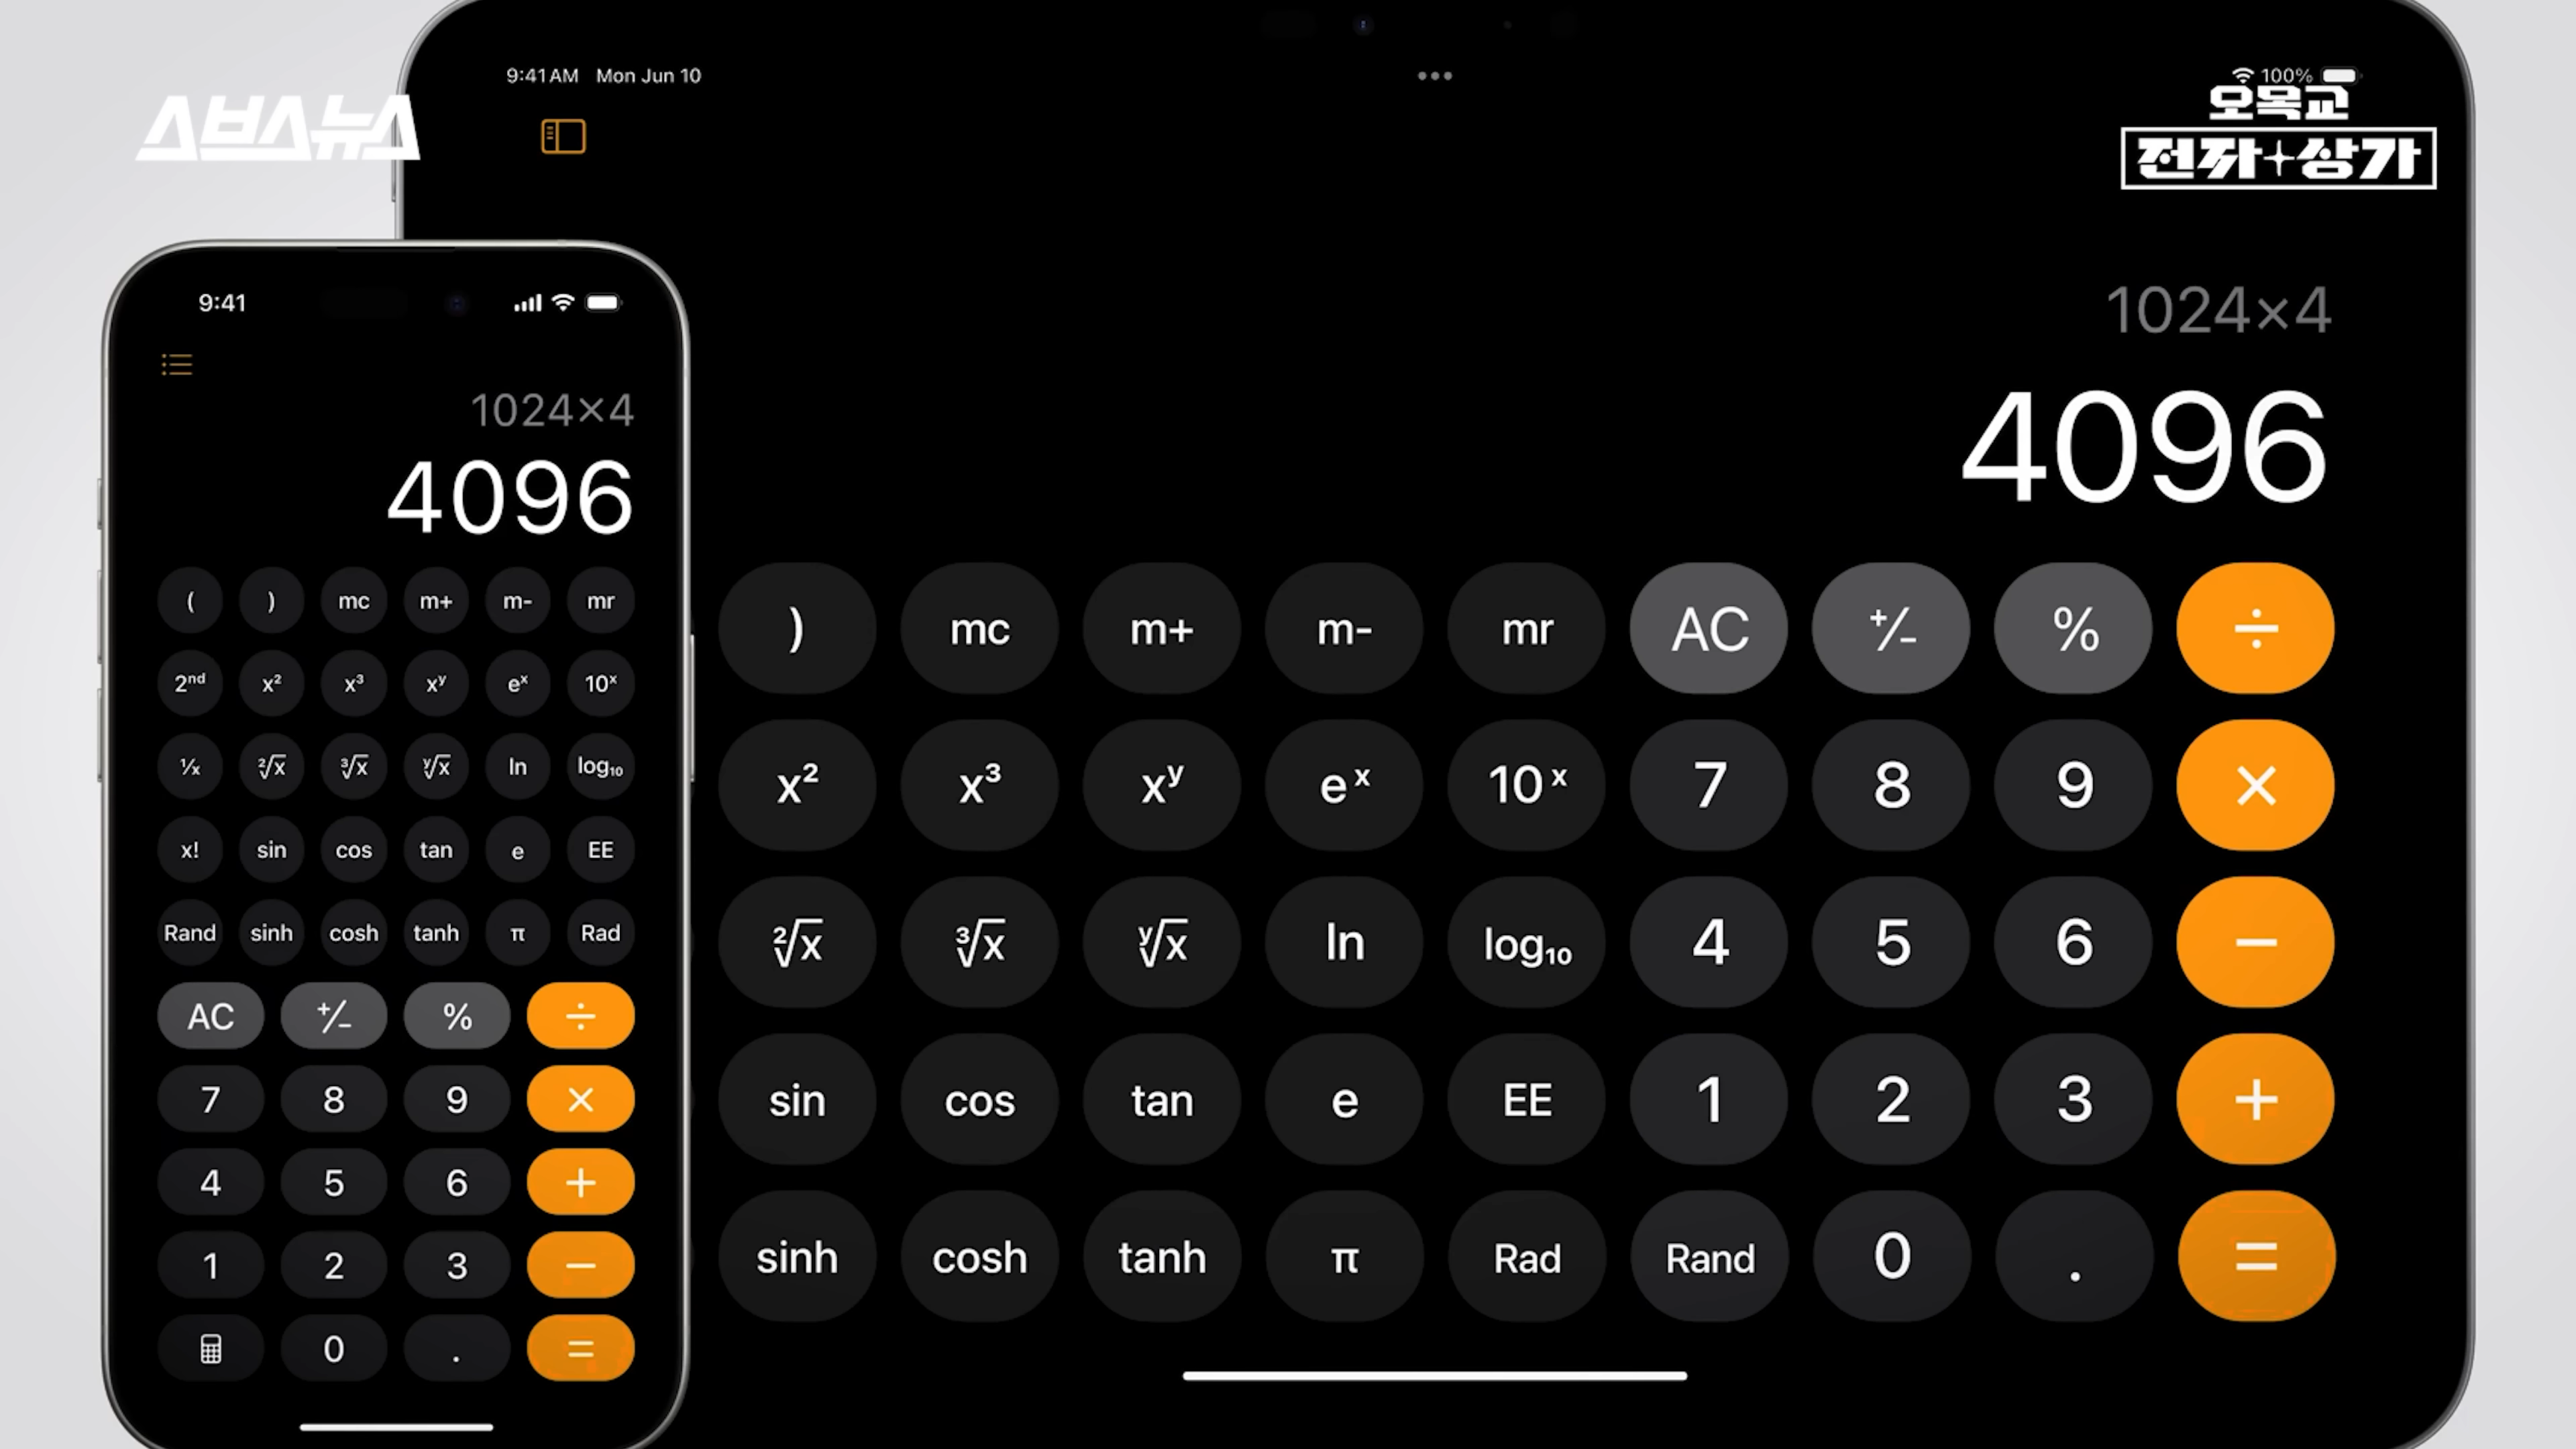 스브스뉴스
오목교
전자상가
9:41AM Mon Jun 10
100%
1024×4
4096
) mc m+ m- mr AC +/- % ÷
x² x³ xʸ eˣ 10ˣ 7 8 9 ×
²√x ³√x ʸ√x ln log₁₀ 4 5 6 −
sin cos tan e EE 1 2 3 +
sinh cosh tanh π Rad Rand 0 . =
9:41
1024×4
4096
( ) mc m+ m- mr
2ⁿᵈ x² x³ xʸ eˣ 10ˣ
1/x ²√x ³√x ʸ√x ln log₁₀
x! sin cos tan e EE
Rand sinh cosh tanh π Rad
AC +/- % ÷
7 8 9 ×
4 5 6 +
1 2 3 −
0 . =